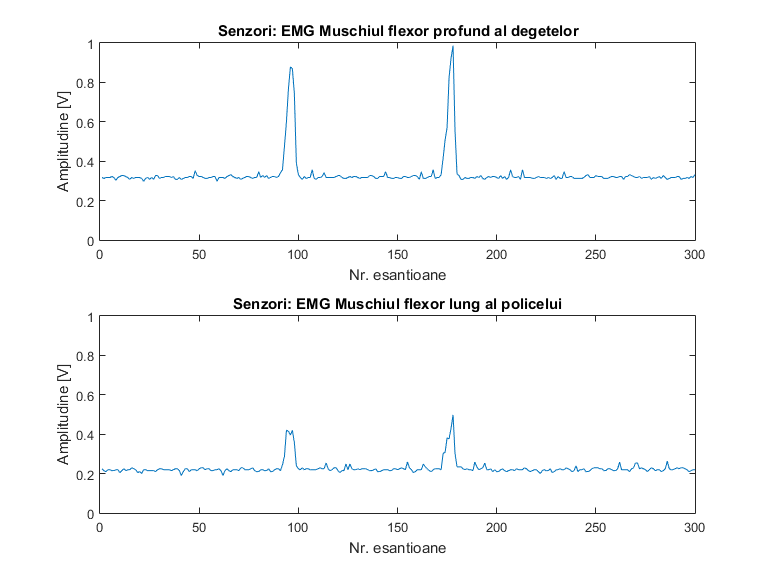 Senzori: EMG Muschiul flexor profund al degetelor
1
0.8
0.6
0.4
0.2
0
Amplitudine [V]
0 50 100 150 200 250 300
Nr. esantioane
Senzori: EMG Muschiul flexor lung al policelui
1
0.8
0.6
0.4
0.2
0
Amplitudine [V]
0 50 100 150 200 250 300
Nr. esantioane